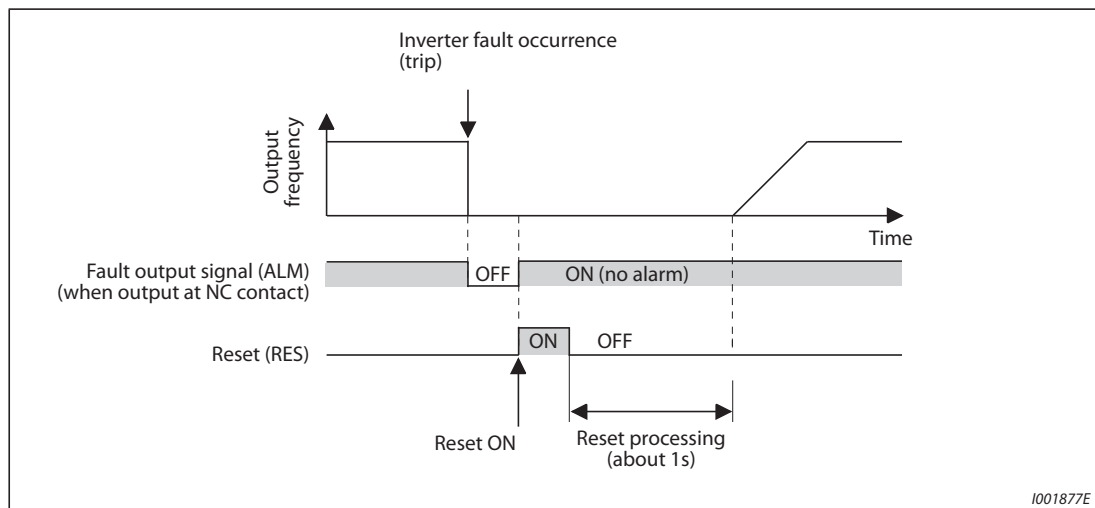 Inverter fault occurrence
(trip)
Output
frequency
Time
Fault output signal (ALM)
(when output at NC contact)
OFF
ON (no alarm)
Reset (RES)
ON
OFF
Reset ON
Reset processing
(about 1s)
I001877E